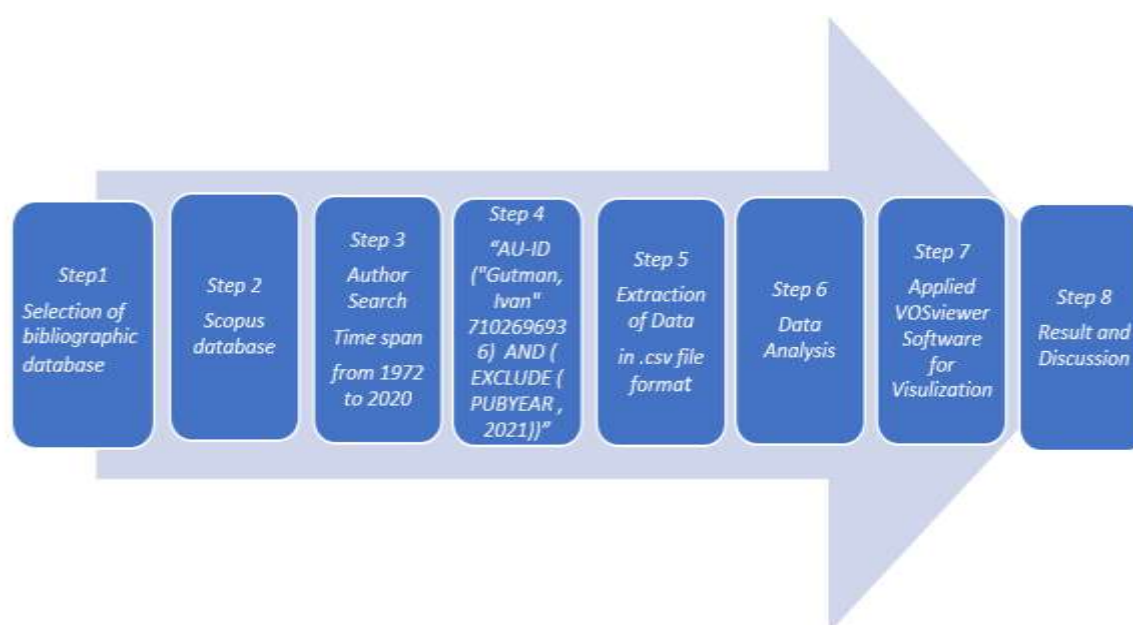 Step1
Selection of
bibliographic
database
Step 2
Scopus
database
Step 3
Author
Search
Time span
from 1972
to 2020
Step 4
“AU-ID
("Gutman,
Ivan"
710269693
6) AND (
EXCLUDE (
PUBYEAR ,
2021))”
Step 5
Extraction
of Data
in .csv file
format
Step 6
Data
Analysis
Step 7
Applied
VOSviewer
Software
for
Visulization
Step 8
Result and
Discussion